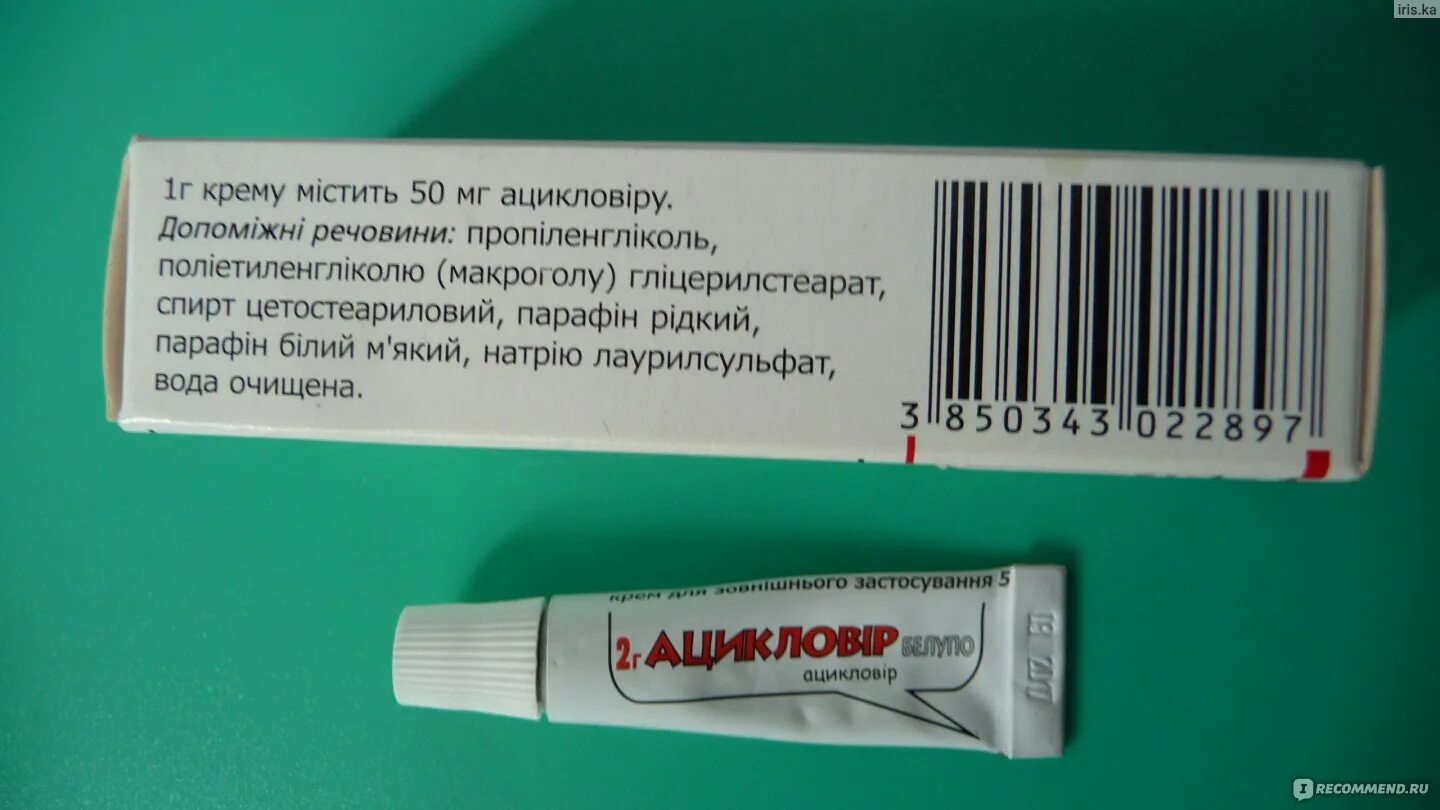 iris.ka
1г крему містить 50 мг ацикловіру.
Допоміжні речовини: пропіленгліколь,
поліетиленгліколю (макроголу) гліцерилстеарат,
спирт цетостеариловий, парафін рідкий,
парафін білий м'який, натрію лаурилсульфат,
вода очищена.
3 850343 022897
крем для зовнішнього застосування 5
2г АЦИКЛОВІР БЕЛУПО
ацикловір
IRECOMMEND.RU